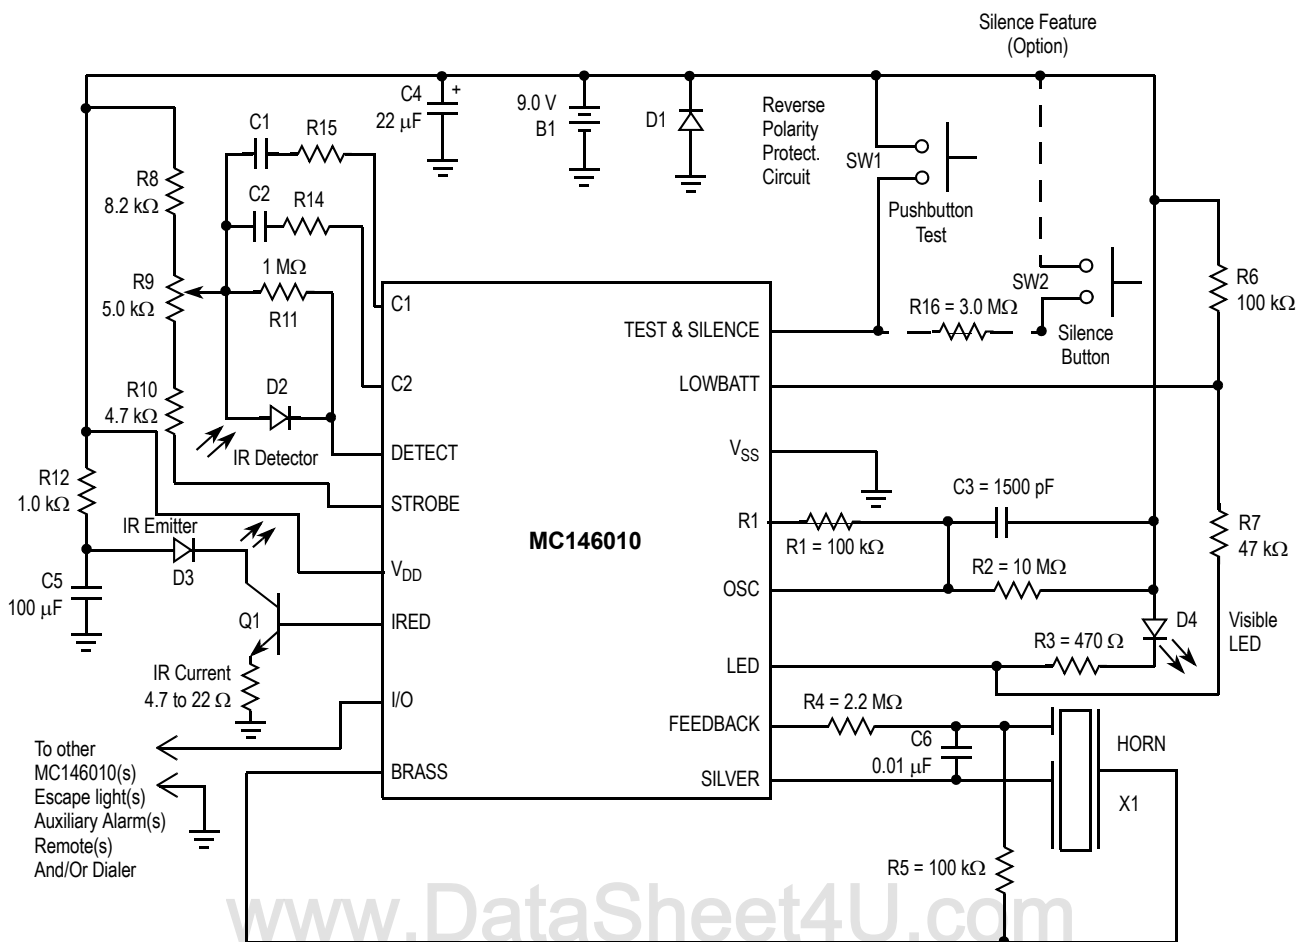 Silence Feature
(Option)
C4
+
22 μF
9.0 V
B1
D1
Reverse
Polarity
Protect.
Circuit
SW1
Pushbutton
Test
C1
R15
C2
R14
R8
8.2 kΩ
R9
5.0 kΩ
1 MΩ
R11
R10
4.7 kΩ
D2
IR Detector
R12
1.0 kΩ
IR Emitter
D3
C5
100 μF
Q1
IR Current
4.7 to 22 Ω
To other
MC146010(s)
Escape light(s)
Auxiliary Alarm(s)
Remote(s)
And/Or Dialer
C1
C2
DETECT
STROBE
VDD
IRED
I/O
BRASS
MC146010
TEST & SILENCE
LOWBATT
VSS
R1
OSC
LED
FEEDBACK
SILVER
SW2
R16 = 3.0 MΩ
Silence
Button
R6
100 kΩ
C3 = 1500 pF
R1 = 100 kΩ
R2 = 10 MΩ
R7
47 kΩ
D4
Visible
LED
R3 = 470 Ω
R4 = 2.2 MΩ
C6
0.01 μF
HORN
X1
R5 = 100 kΩ
www.DataSheet4U.com